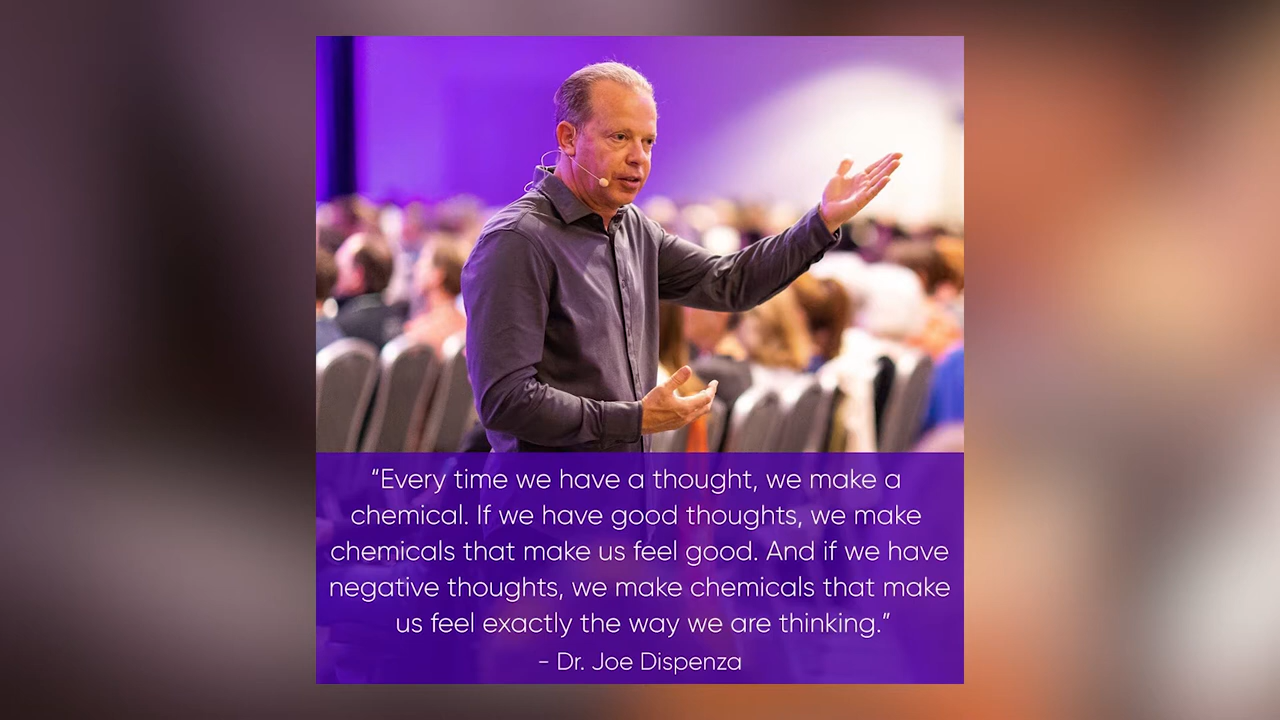 “Every time we have a thought, we make a
chemical. If we have good thoughts, we make
chemicals that make us feel good. And if we have
negative thoughts, we make chemicals that make
us feel exactly the way we are thinking.”
- Dr. Joe Dispenza